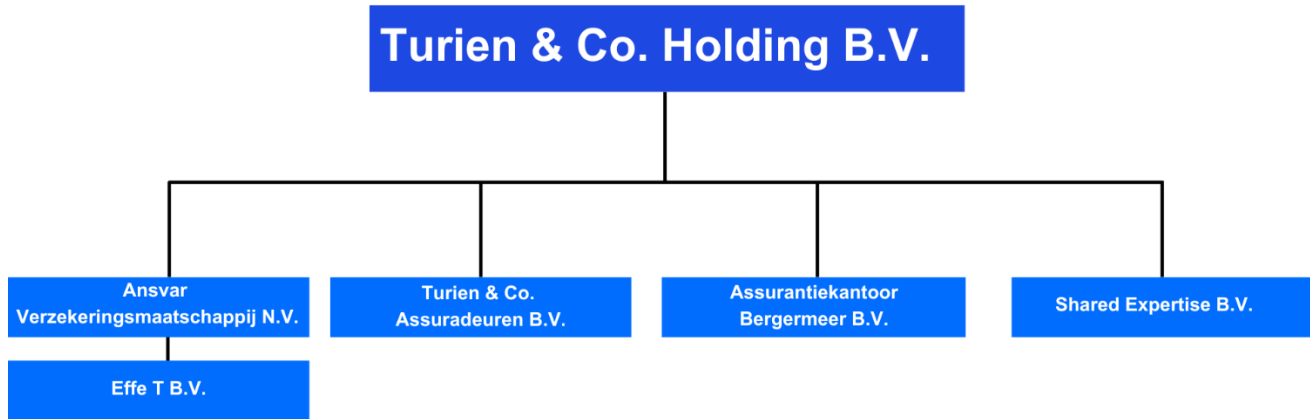 Turien & Co. Holding B.V.
Ansvar
Verzekeringsmaatschappij N.V.
Turien & Co.
Assuradeuren B.V.
Assurantiekantoor
Bergermeer B.V.
Shared Expertise B.V.
Effe T B.V.